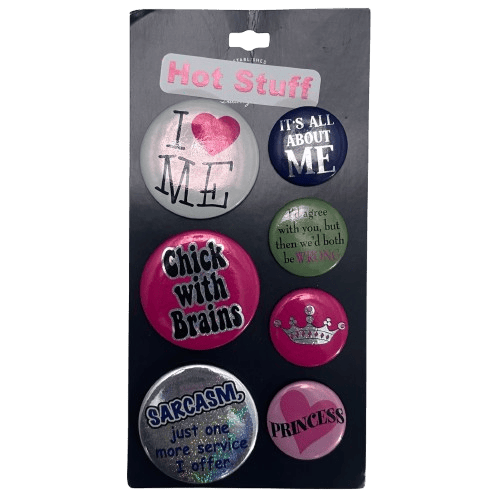 ESTABLISHED
Hot Stuff
I
ME
IT'S ALL
ABOUT
ME
I'd agree
with you, but
then we'd both
be WRONG
Chick
with
Brains
SARCASM,
just one
more service
I offer
PRINCESS